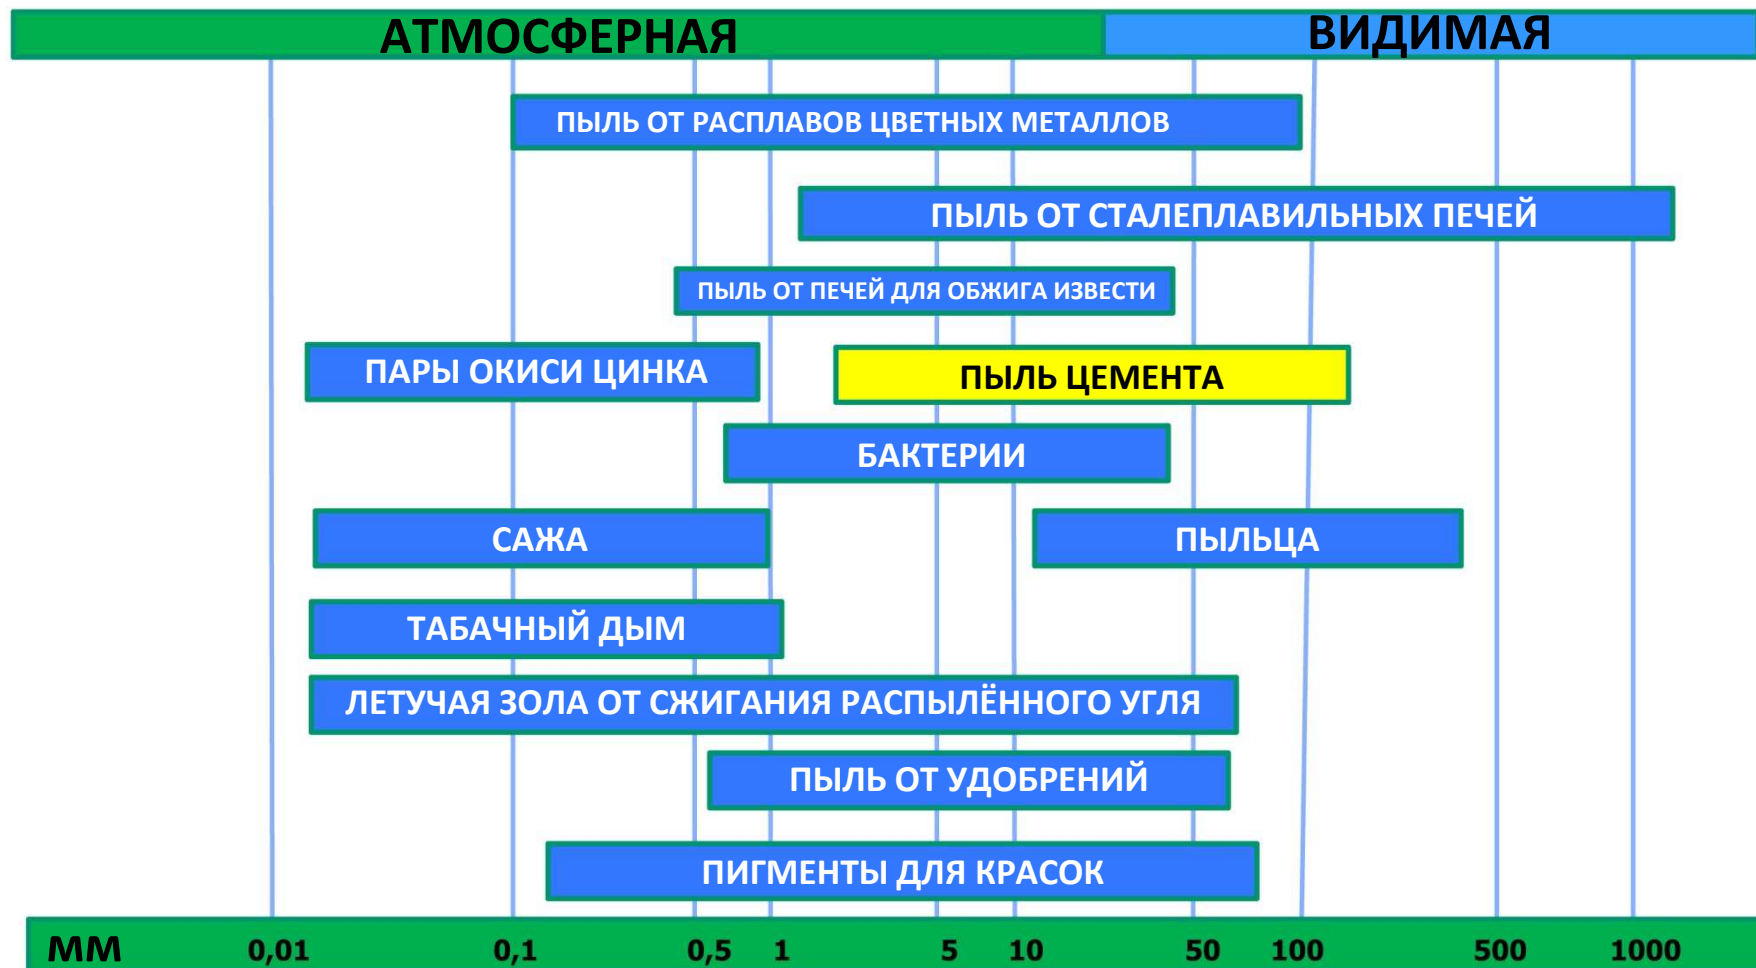 АТМОСФЕРНАЯ ВИДИМАЯ
ПЫЛЬ ОТ РАСПЛАВОВ ЦВЕТНЫХ МЕТАЛЛОВ
ПЫЛЬ ОТ СТАЛЕПЛАВИЛЬНЫХ ПЕЧЕЙ
ПЫЛЬ ОТ ПЕЧЕЙ ДЛЯ ОБЖИГА ИЗВЕСТИ
ПАРЫ ОКИСИ ЦИНКА ПЫЛЬ ЦЕМЕНТА
БАКТЕРИИ
САЖА ПЫЛЬЦА
ТАБАЧНЫЙ ДЫМ
ЛЕТУЧАЯ ЗОЛА ОТ СЖИГАНИЯ РАСПЫЛЁННОГО УГЛЯ
ПЫЛЬ ОТ УДОБРЕНИЙ
ПИГМЕНТЫ ДЛЯ КРАСОК
ММ 0,01 0,1 0,5 1 5 10 50 100 500 1000